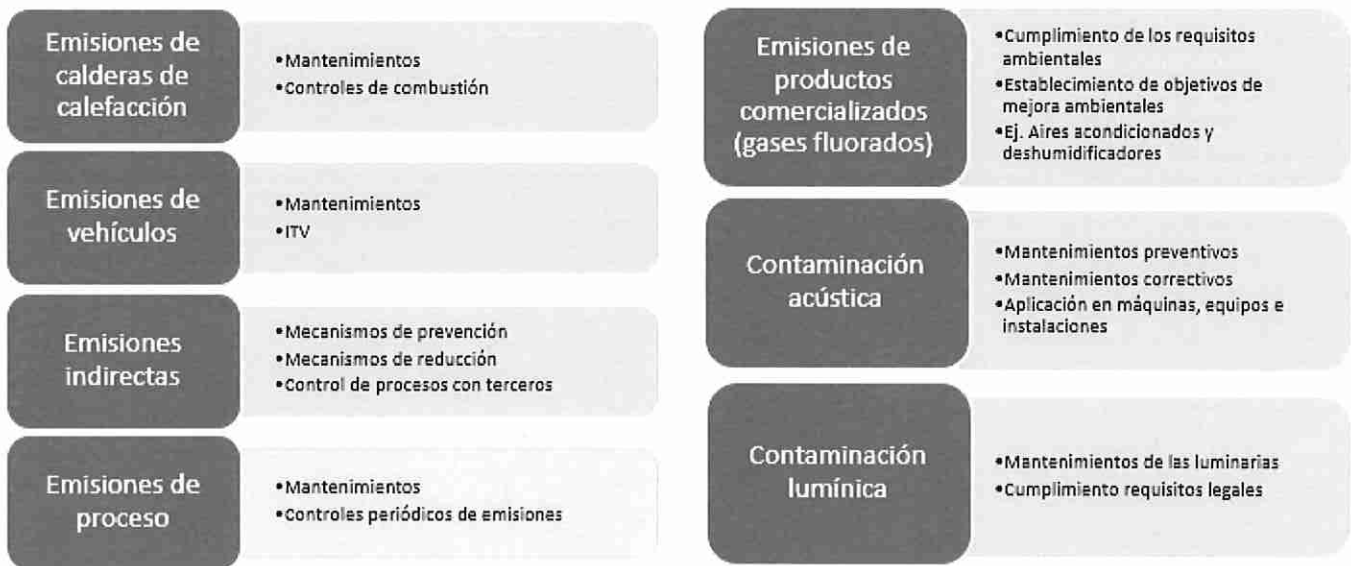 Emisiones de
calderas de
calefacción
•Mantenimientos
•Controles de combustión
Emisiones de
vehículos
•Mantenimientos
•ITV
Emisiones
indirectas
•Mecanismos de prevención
•Mecanismos de reducción
•Control de procesos con terceros
Emisiones de
proceso
•Mantenimientos
•Controles periódicos de emisiones
Emisiones de
productos
comercializados
(gases fluorados)
•Cumplimiento de los requisitos
ambientales
•Establecimiento de objetivos de
mejora ambientales
•Ej. Aires acondicionados y
deshumidificadores
Contaminación
acústica
•Mantenimientos preventivos
•Mantenimientos correctivos
•Aplicación en máquinas, equipos e
instalaciones
Contaminación
lumínica
•Mantenimientos de las luminarias
•Cumplimiento requisitos legales